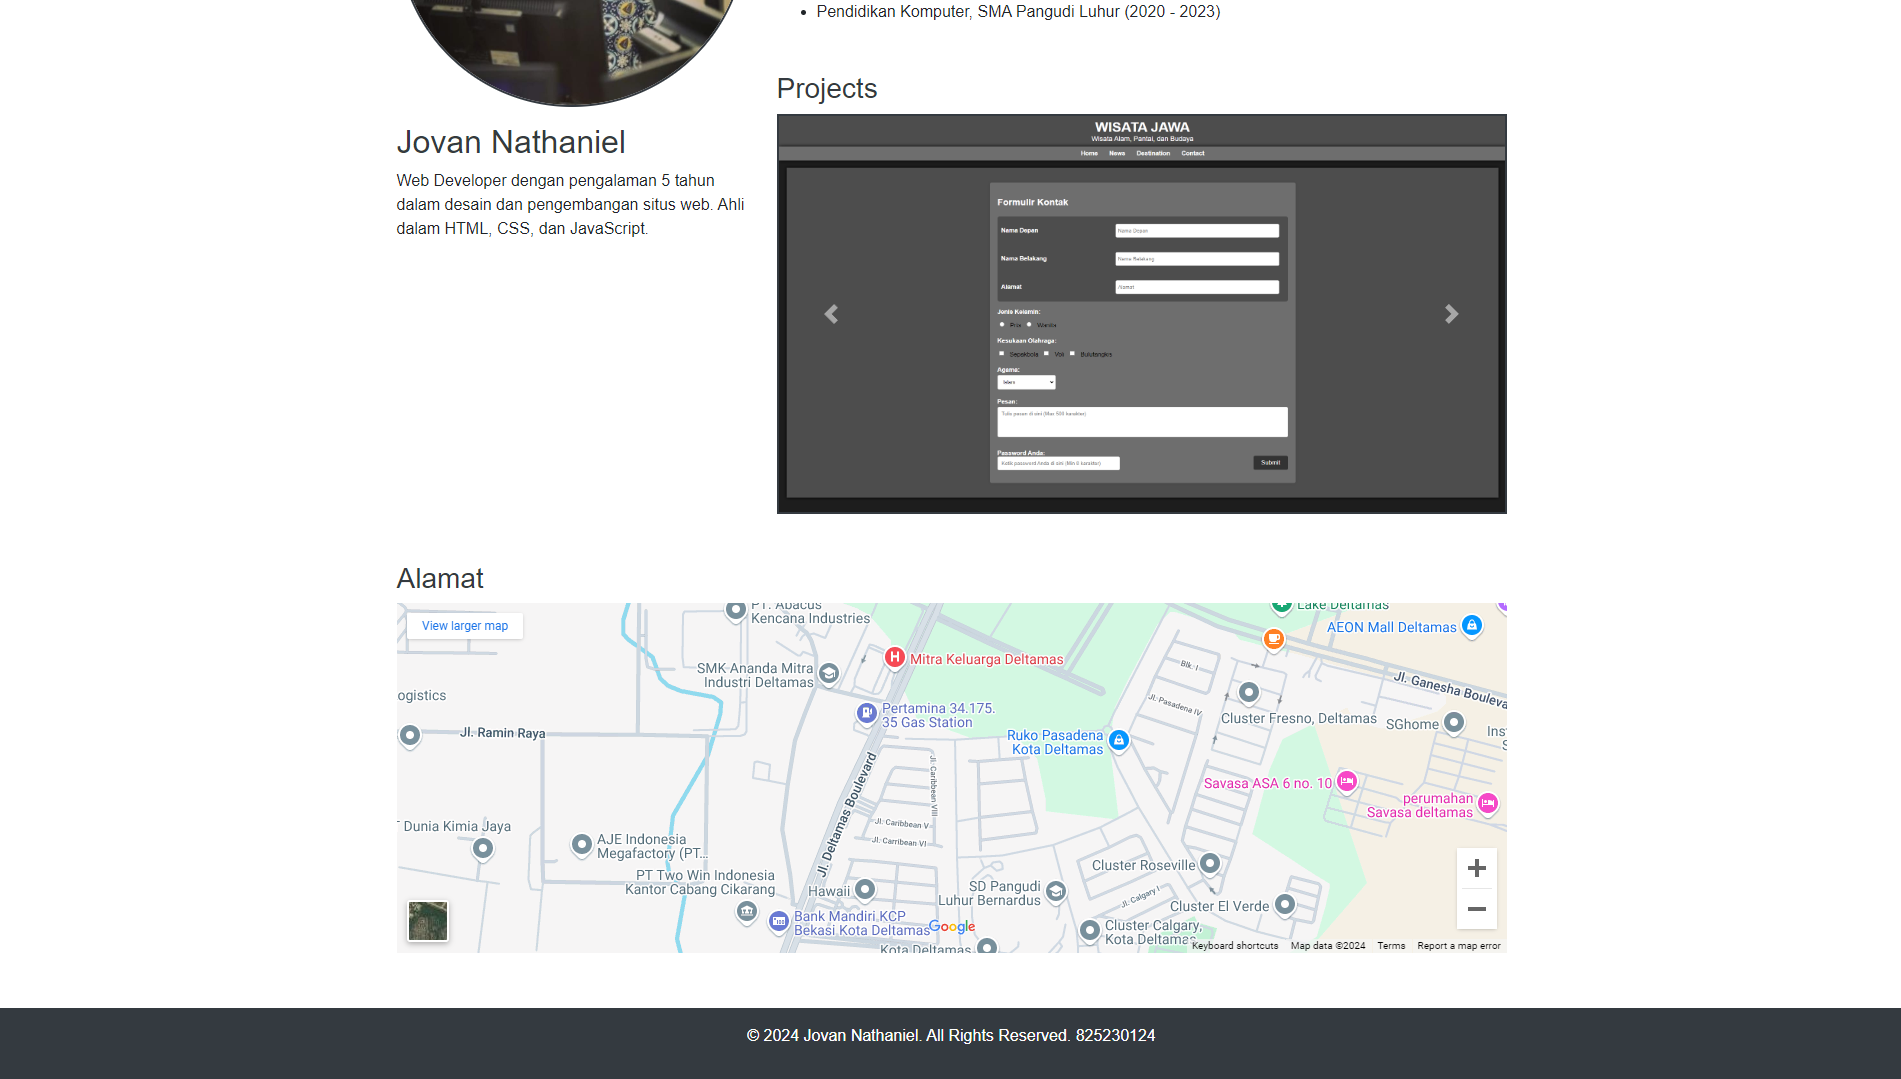 Pendidikan Komputer, SMA Pangudi Luhur (2020 - 2023)
Projects
WISATA JAWA
Wisata Alam, Pantai, dan Budaya
Home News Destination Contact
Formulir Kontak
Nama Depan Nama Depan
Nama Belakang Nama Belakang
Alamat Alamat
Jenis Kelamin:
Pria Wanita
Kesukaan Olahraga:
Sepakbola Voli Bulutangkis
Agama:
Islam
Pesan:
Tulis pesan di sini (Max 500 karakter)
Password Anda:
Ketik password Anda di sini (Min 6 karakter)
Submit
Jovan Nathaniel
Web Developer dengan pengalaman 5 tahun
dalam desain dan pengembangan situs web. Ahli
dalam HTML, CSS, dan JavaScript.
Alamat
View larger map
PT. Abacus
Kencana Industries
Lake Deltamas
AEON Mall Deltamas
SMK Ananda Mitra
Industri Deltamas
Mitra Keluarga Deltamas
Blk. I
Jl. Ganesha Bouleva
ogistics
Jl. Pasadena IV
Pertamina 34.175.
35 Gas Station
Cluster Fresno, Deltamas
SGhome
Ins
Jl. Ramin Raya
Ruko Pasadena
Kota Deltamas
Jl. Deltamas Boulevard
Jl. Caribbean VIII
Savasa ASA 6 no. 10
perumahan
Savasa deltamas
Dunia Kimia Jaya
Jl. Caribbean V
Jl. Carribean VI
AJE Indonesia
Megafactory (PT...
Cluster Roseville
PT Two Win Indonesia
Kantor Cabang Cikarang
Hawaii
SD Pangudi
Luhur Bernardus
Jl. Calgary I
Cluster El Verde
Bank Mandiri KCP
Bekasi Kota Deltamas
Google
Cluster Calgary,
Kota Deltamas
Kota Deltamas
Keyboard shortcuts Map data ©2024 Terms Report a map error
© 2024 Jovan Nathaniel. All Rights Reserved. 825230124